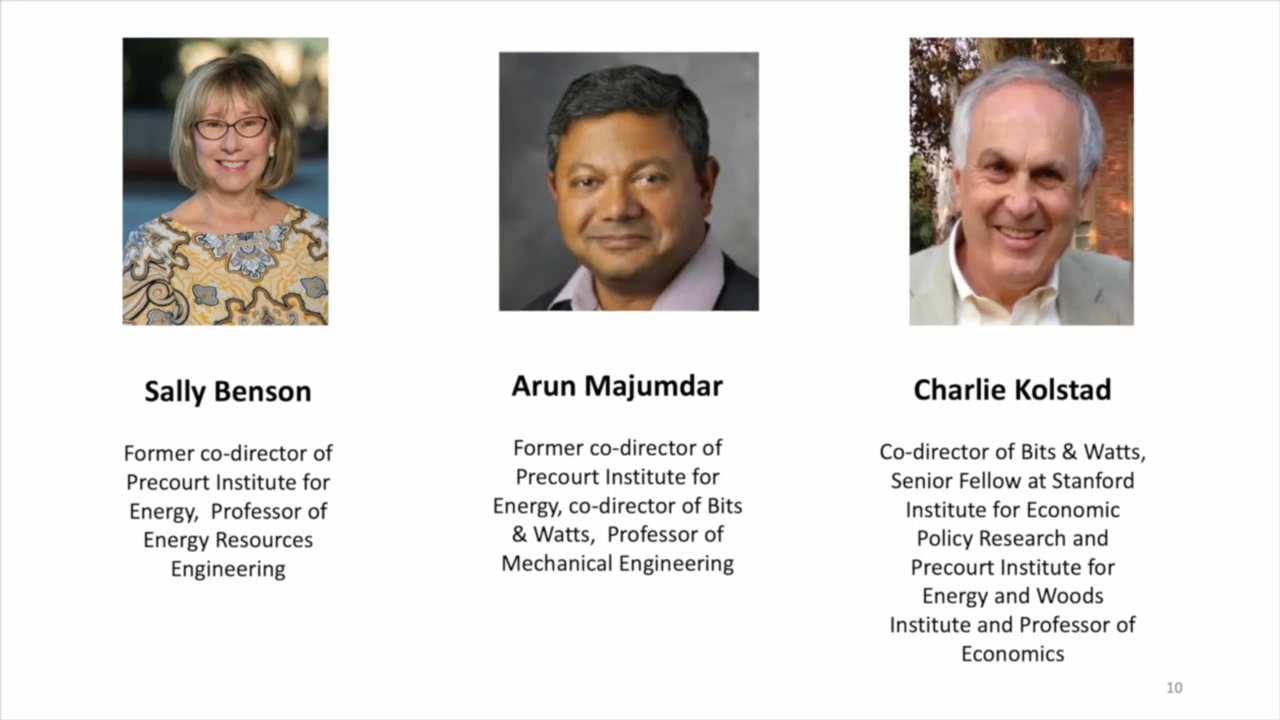 Sally Benson
Former co-director of
Precourt Institute for
Energy, Professor of
Energy Resources
Engineering
Arun Majumdar
Former co-director of
Precourt Institute for
Energy, co-director of Bits
& Watts, Professor of
Mechanical Engineering
Charlie Kolstad
Co-director of Bits & Watts,
Senior Fellow at Stanford
Institute for Economic
Policy Research and
Precourt Institute for
Energy and Woods
Institute and Professor of
Economics
10